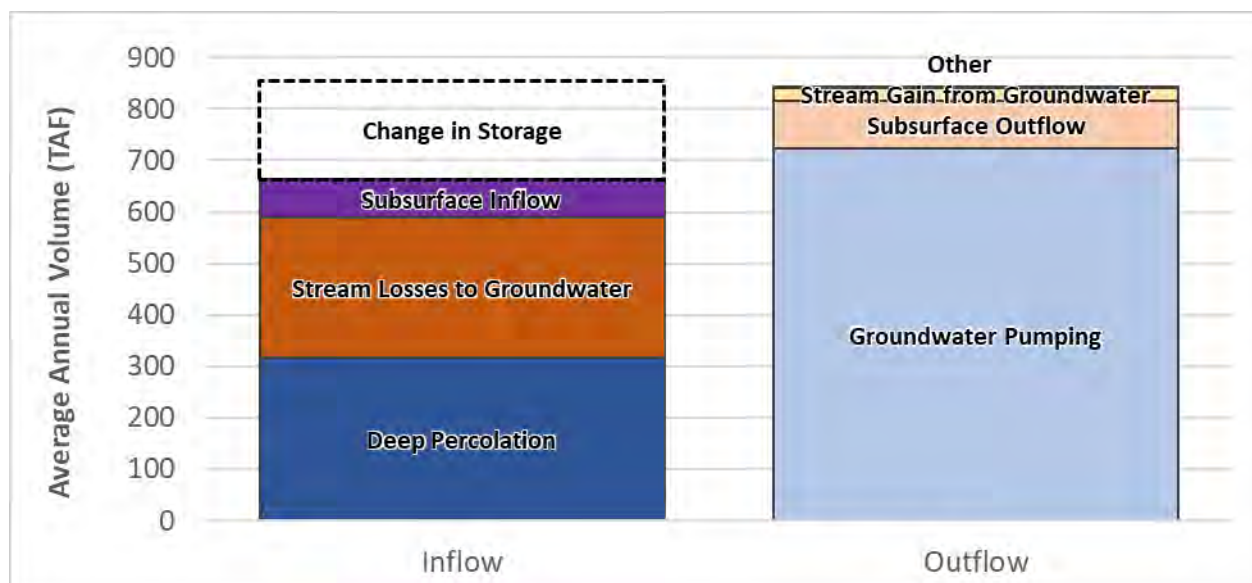 Average Annual Volume (TAF)
900
800
700
600
500
400
300
200
100
0
Change in Storage
Subsurface Inflow
Stream Losses to Groundwater
Deep Percolation
Other
Stream Gain from Groundwater
Subsurface Outflow
Groundwater Pumping
Inflow
Outflow